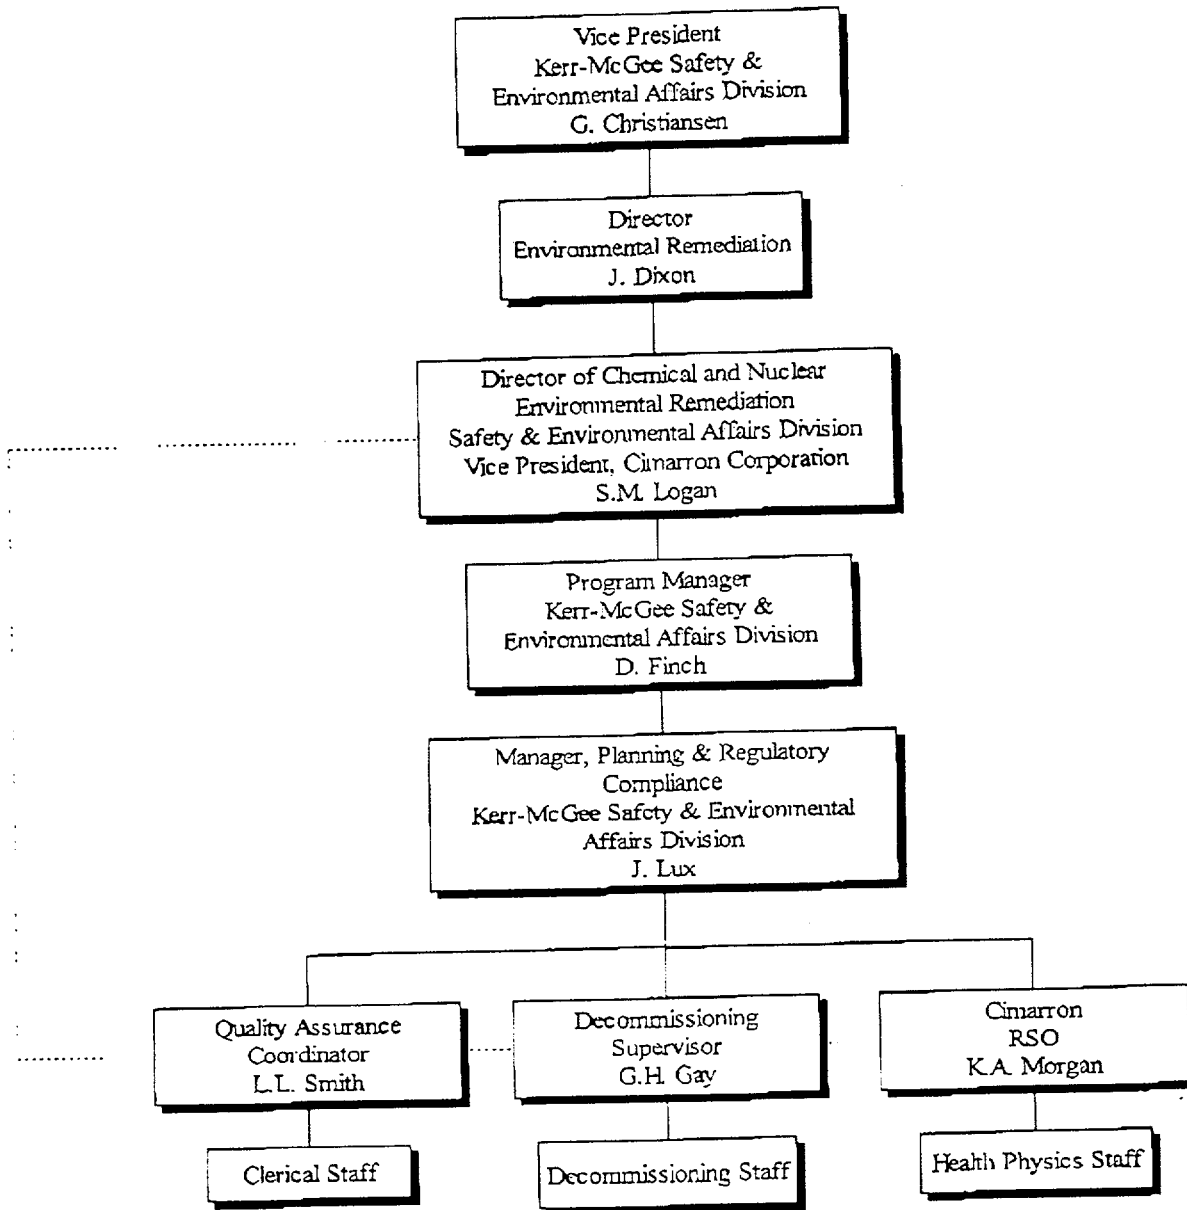 Vice President
Kerr-McGee Safety &
Environmental Affairs Division
G. Christiansen
Director
Environmental Remediation
J. Dixon
Director of Chemical and Nuclear
Environmental Remediation
Safety & Environmental Affairs Division
Vice President, Cimarron Corporation
S.M. Logan
Program Manager
Kerr-McGee Safety &
Environmental Affairs Division
D. Finch
Manager, Planning & Regulatory
Compliance
Kerr-McGee Safety & Environmental
Affairs Division
J. Lux
Quality Assurance
Coordinator
L.L. Smith
Decommissioning
Supervisor
G.H. Gay
Cimarron
RSO
K.A. Morgan
Clerical Staff
Decommissioning Staff
Health Physics Staff